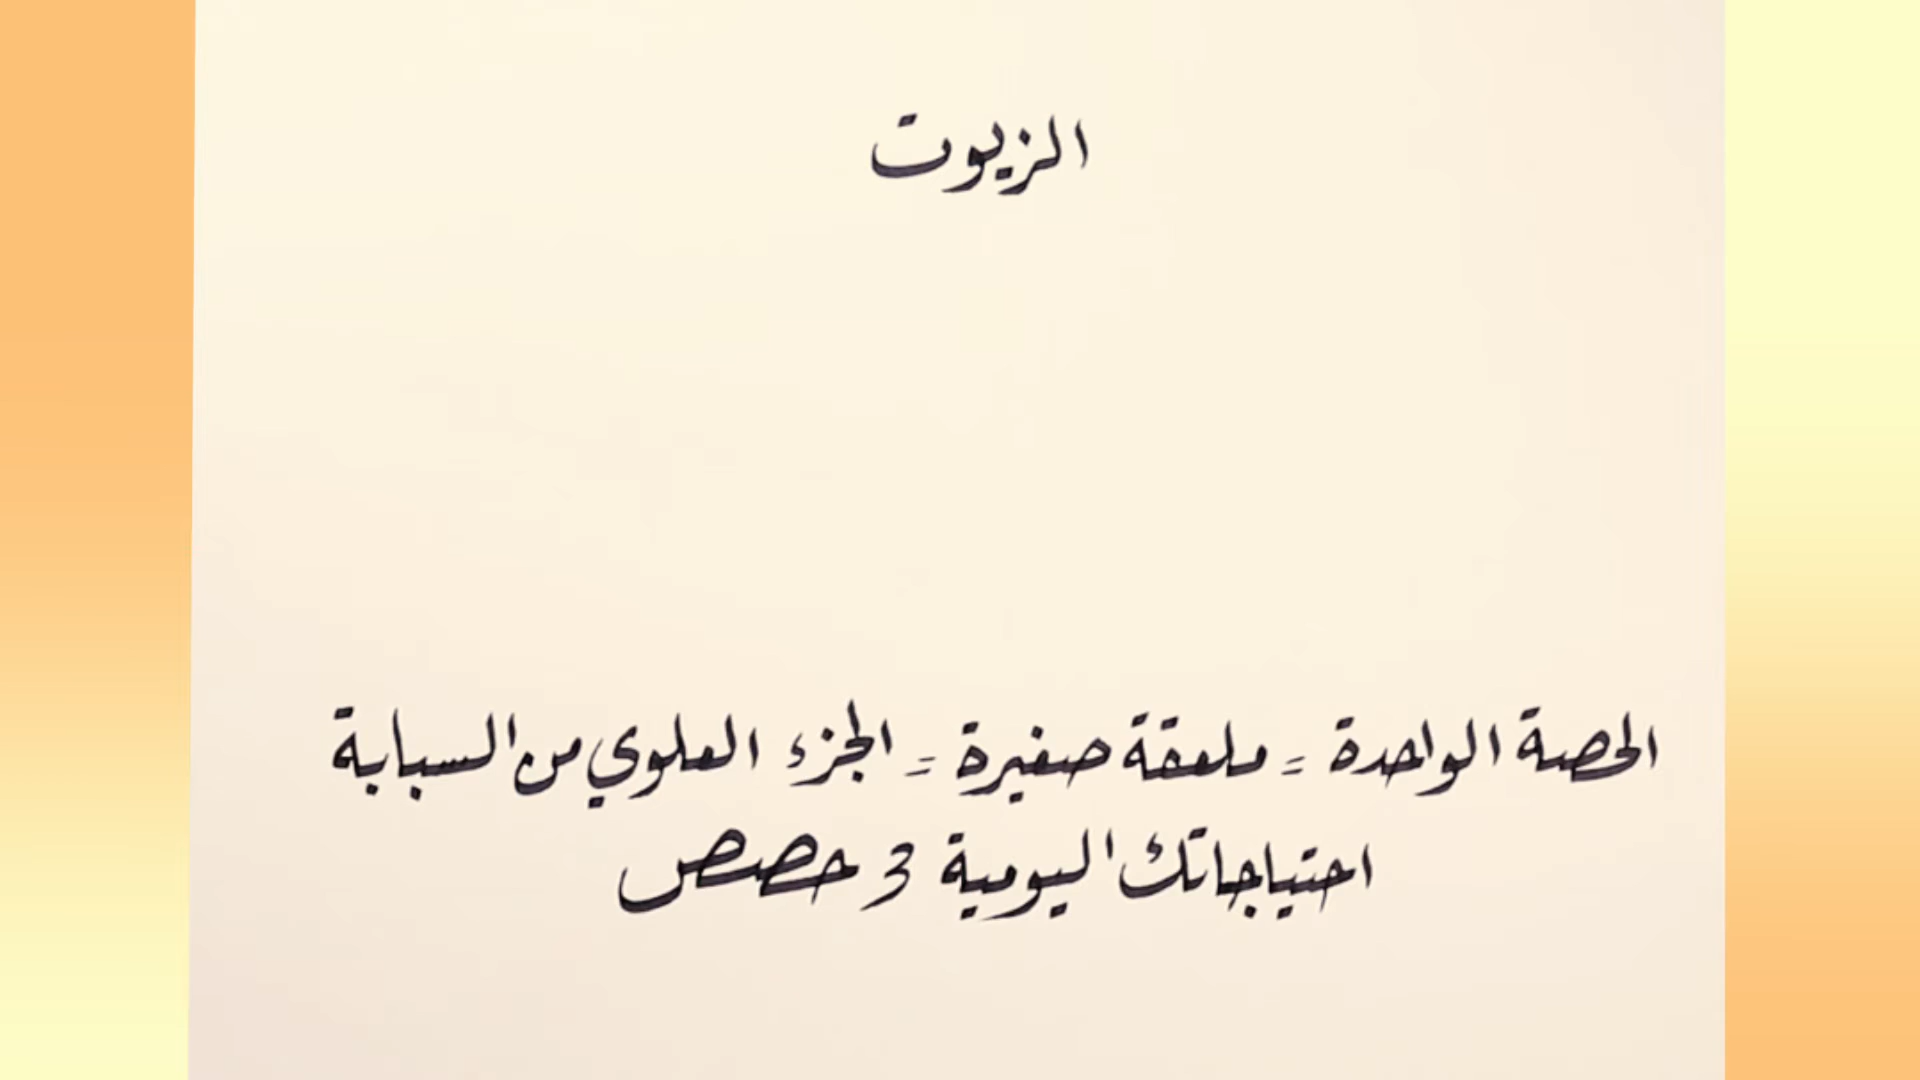 الزيوت
الحصة الواحدة = ملعقة صغيرة = الجزء العلوي من السبابة
احتياجاتك اليومية 3 حصص